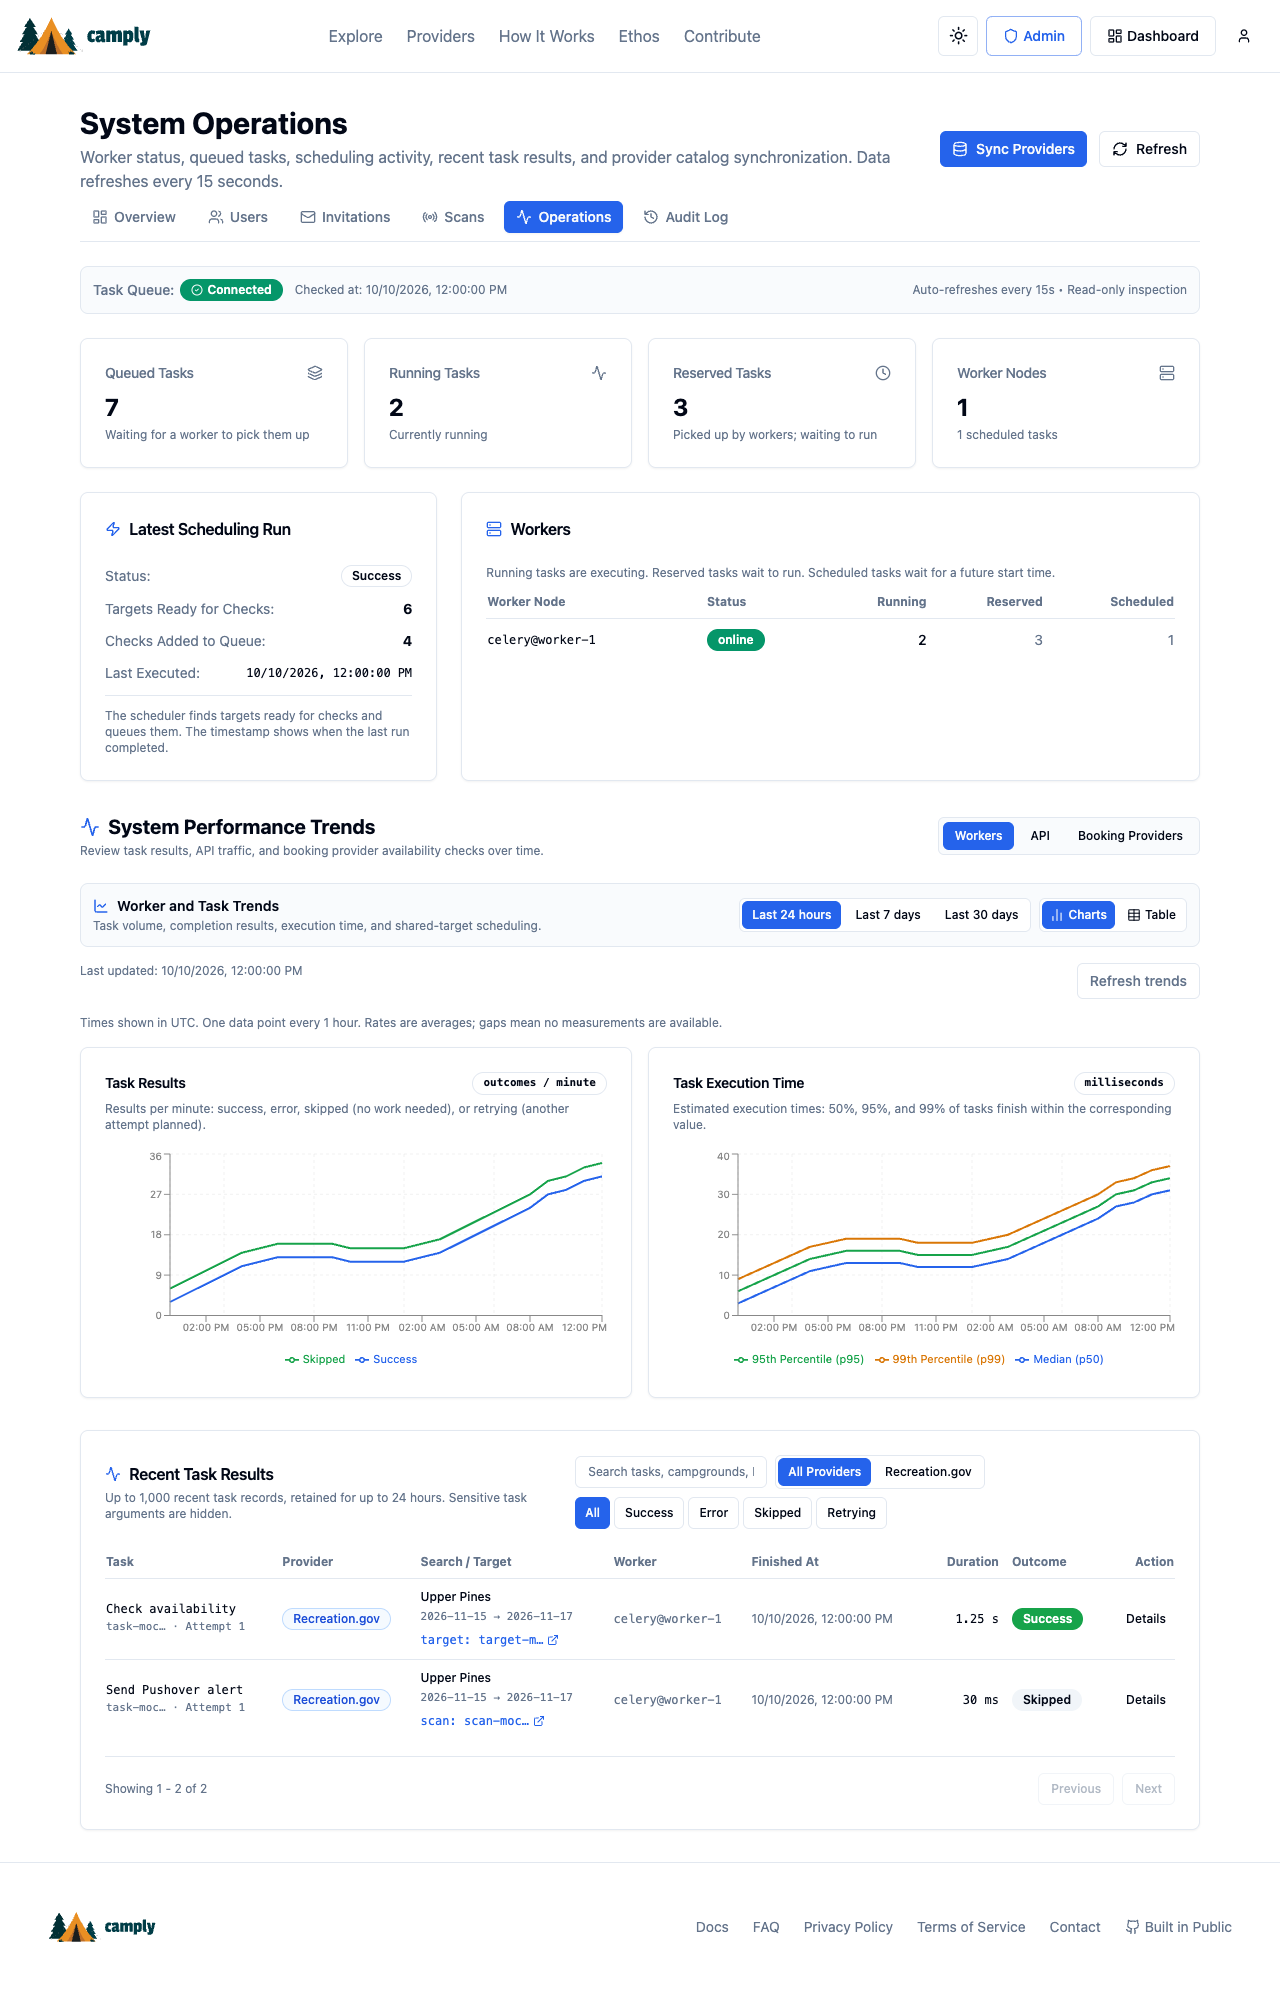 camply
Explore
Providers
How It Works
Ethos
Contribute
Admin
Dashboard
System Operations
Worker status, queued tasks, scheduling activity, recent task results, and provider catalog synchronization. Data
refreshes every 15 seconds.
Sync Providers
Refresh
Overview
Users
Invitations
Scans
Operations
Audit Log
Task Queue:
Connected
Checked at: 10/10/2026, 12:00:00 PM
Auto-refreshes every 15s • Read-only inspection
Queued Tasks
7
Waiting for a worker to pick them up
Running Tasks
2
Currently running
Reserved Tasks
3
Picked up by workers; waiting to run
Worker Nodes
1
1 scheduled tasks
Latest Scheduling Run
Status:
Success
Targets Ready for Checks:
6
Checks Added to Queue:
4
Last Executed:
10/10/2026, 12:00:00 PM
The scheduler finds targets ready for checks and
queues them. The timestamp shows when the last run
completed.
Workers
Running tasks are executing. Reserved tasks wait to run. Scheduled tasks wait for a future start time.
Worker Node
Status
Running
Reserved
Scheduled
celery@worker-1
online
2
3
1
System Performance Trends
Review task results, API traffic, and booking provider availability checks over time.
Workers
API
Booking Providers
Worker and Task Trends
Task volume, completion results, execution time, and shared-target scheduling.
Last 24 hours
Last 7 days
Last 30 days
Charts
Table
Last updated: 10/10/2026, 12:00:00 PM
Refresh trends
Times shown in UTC. One data point every 1 hour. Rates are averages; gaps mean no measurements are available.
Task Results
outcomes / minute
Results per minute: success, error, skipped (no work needed), or retrying (another
attempt planned).
36
27
18
9
0
02:00 PM
05:00 PM
08:00 PM
11:00 PM
02:00 AM
05:00 AM
08:00 AM
12:00 PM
Skipped
Success
Task Execution Time
milliseconds
Estimated execution times: 50%, 95%, and 99% of tasks finish within the corresponding
value.
40
30
20
10
0
02:00 PM
05:00 PM
08:00 PM
11:00 PM
02:00 AM
05:00 AM
08:00 AM
12:00 PM
95th Percentile (p95)
99th Percentile (p99)
Median (p50)
Recent Task Results
Up to 1,000 recent task records, retained for up to 24 hours. Sensitive task
arguments are hidden.
Search tasks, campgrounds,
All Providers
Recreation.gov
All
Success
Error
Skipped
Retrying
Task
Provider
Search / Target
Worker
Finished At
Duration
Outcome
Action
Check availability
task-moc… · Attempt 1
Recreation.gov
Upper Pines
2026-11-15 → 2026-11-17
target: target-m…
celery@worker-1
10/10/2026, 12:00:00 PM
1.25 s
Success
Details
Send Pushover alert
task-moc… · Attempt 1
Recreation.gov
Upper Pines
2026-11-15 → 2026-11-17
scan: scan-moc…
celery@worker-1
10/10/2026, 12:00:00 PM
30 ms
Skipped
Details
Showing 1 - 2 of 2
Previous
Next
camply
Docs
FAQ
Privacy Policy
Terms of Service
Contact
Built in Public